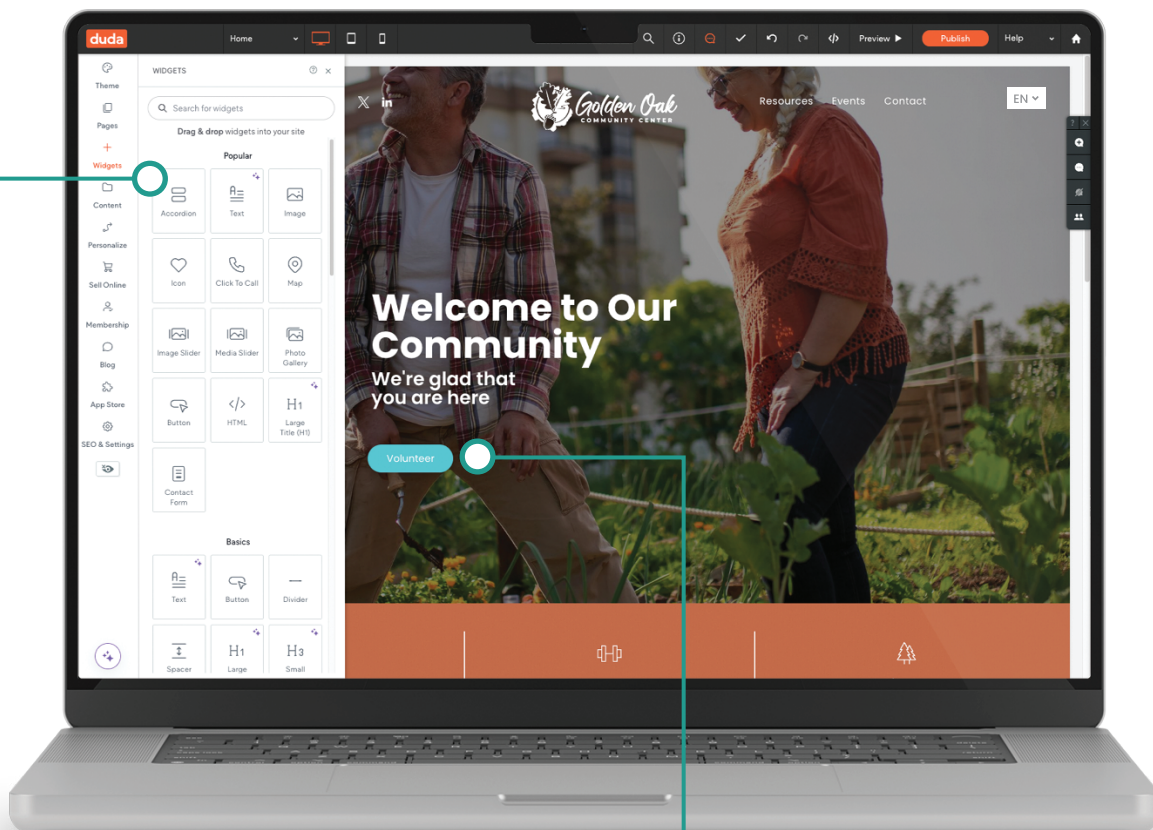 duda
Home
Preview
Publish
Help
Theme
Pages
Widgets
Content
Personalize
Sell Online
Membership
Blog
App Store
SEO & Settings
WIDGETS
Search for widgets
Drag & drop widgets into your site
Popular
Accordion
Text
Image
Icon
Click To Call
Map
Image Slider
Media Slider
Photo
Gallery
Button
HTML
H1
Large
Title (H1)
Contact
Form
Basics
Text
Button
Divider
Spacer
H1
Large
H3
Small
X in
Golden Oak
COMMUNITY CENTER
Resources Events Contact
EN
Welcome to Our
Community
We're glad that
you are here
Volunteer